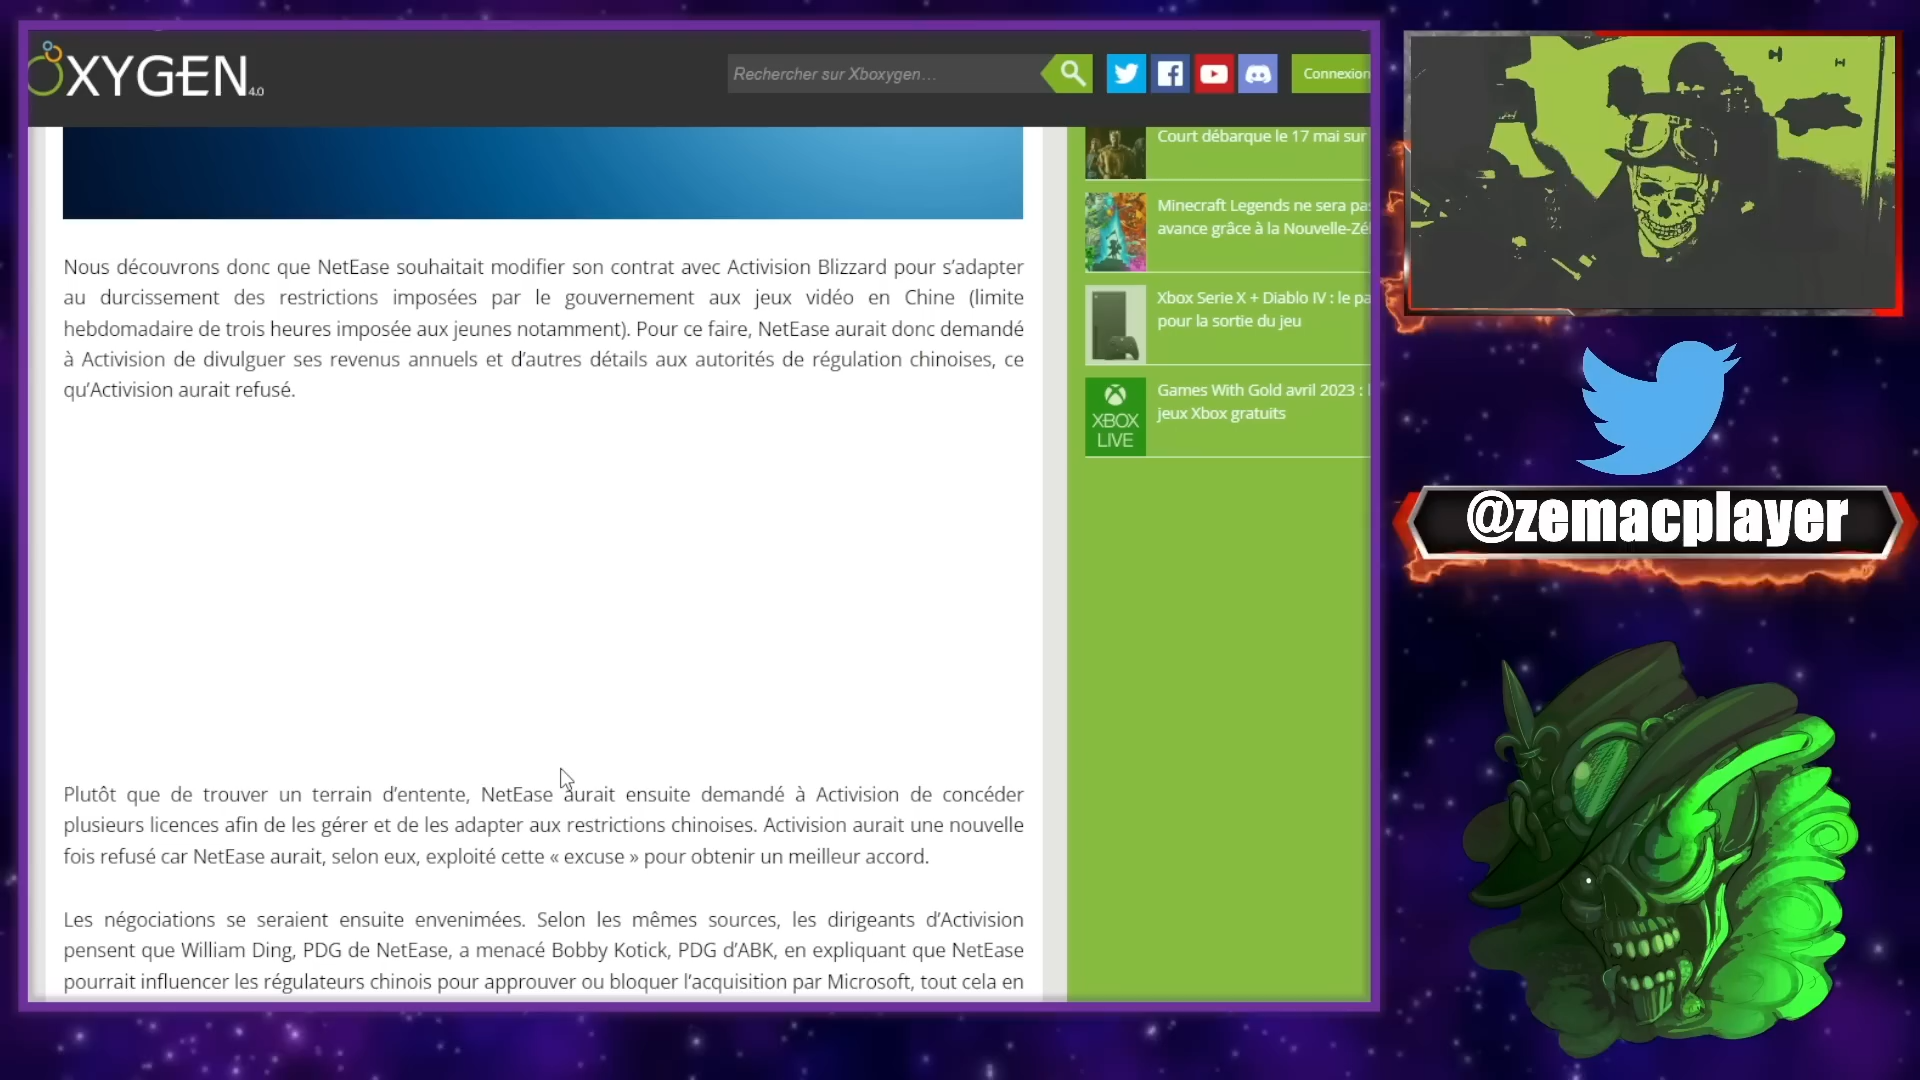 XYGEN 4.0
Rechercher sur Xboxygen...
Connexion
Nous découvrons donc que NetEase souhaitait modifier son contrat avec Activision Blizzard pour s’adapter
au durcissement des restrictions imposées par le gouvernement aux jeux vidéo en Chine (limite
hebdomadaire de trois heures imposée aux jeunes notamment). Pour ce faire, NetEase aurait donc demandé
à Activision de divulguer ses revenus annuels et d’autres détails aux autorités de régulation chinoises, ce
qu’Activision aurait refusé.
Plutôt que de trouver un terrain d’entente, NetEase aurait ensuite demandé à Activision de concéder
plusieurs licences afin de les gérer et de les adapter aux restrictions chinoises. Activision aurait une nouvelle
fois refusé car NetEase aurait, selon eux, exploité cette « excuse » pour obtenir un meilleur accord.
Les négociations se seraient ensuite envenimées. Selon les mêmes sources, les dirigeants d’Activision
pensent que William Ding, PDG de NetEase, a menacé Bobby Kotick, PDG d’ABK, en expliquant que NetEase
pourrait influencer les régulateurs chinois pour approuver ou bloquer l’acquisition par Microsoft, tout cela en
Court débarque le 17 mai sur
Minecraft Legends ne sera pas
avance grâce à la Nouvelle-Zé
Xbox Serie X + Diablo IV : le pa
pour la sortie du jeu
XBOX
LIVE
Games With Gold avril 2023 :
jeux Xbox gratuits
@zemacplayer